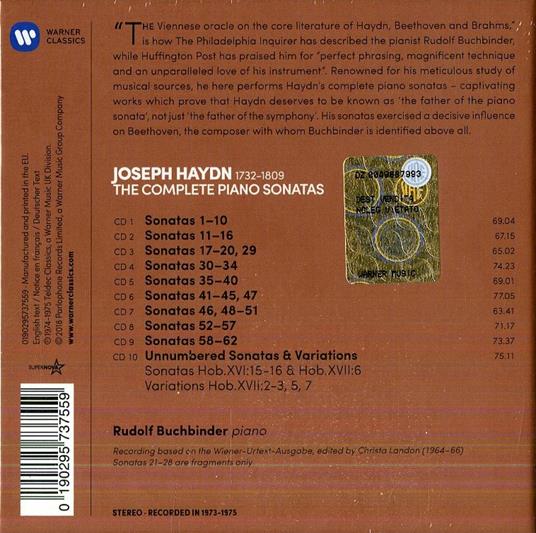 WARNER
CLASSICS
“THE Viennese oracle on the core literature of Haydn, Beethoven and Brahms,”
is how The Philadelphia Inquirer has described the pianist Rudolf Buchbinder,
while Huffington Post has praised him for “perfect phrasing, magnificent technique
and an unparalleled love of his instrument”. Renowned for his meticulous study of
musical sources, he here performs Haydn’s complete piano sonatas – captivating
works which prove that Haydn deserves to be known as ‘the father of the piano
sonata’, not just ‘the father of the symphony’. His sonatas exercised a decisive influence
on Beethoven, the composer with whom Buchbinder is identified above all.
JOSEPH HAYDN 1732–1809
THE COMPLETE PIANO SONATAS
CD 1 Sonatas 1–10 69.04
CD 2 Sonatas 11–16 67.15
CD 3 Sonatas 17–20, 29 65.02
CD 4 Sonatas 30–34 74.23
CD 5 Sonatas 35–40 69.01
CD 6 Sonatas 41–45, 47 77.05
CD 7 Sonatas 46, 48–51 63.41
CD 8 Sonatas 52–57 71.17
CD 9 Sonatas 58–62 73.37
CD 10 Unnumbered Sonatas & Variations 75.11
Sonatas Hob.XVI:15-16 & Hob.XVII:6
Variations Hob.XVII:2-3, 5, 7
Rudolf Buchbinder piano
Recording based on the Wiener-Urtext-Ausgabe, edited by Christa Landon (1964–66)
Sonatas 21–28 are fragments only.
STEREO · RECORDED IN 1973-1975
0190295737559 · Manufactured and printed in the EU.
English text / Notice en français / Deutscher Text
℗ 1974-1975 Teldec Classics, a Warner Music UK Division.
© 2018 Parlophone Records Limited, a Warner Music Group Company
www.warnerclassics.com
SUPERNOVA
0 190295 737559
WARNER MUSIC